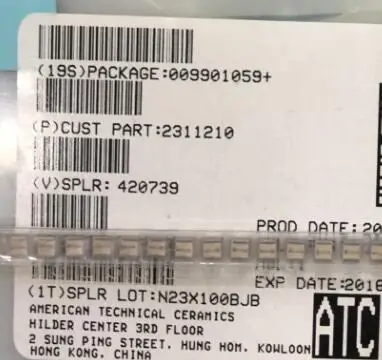 (19S)PACKAGE:009901059+
(P)CUST PART:2311210
(V)SPLR: 420739
PROD DATE:20
EXP DATE:2016
(1T)SPLR LOT:N23X100BJB
AMERICAN TECHNICAL CERAMICS
HILDER CENTER 3RD FLOOR
2 SUNG PING STREET, HUNG HOM, KOWLOON
HONG KONG, CHINA
ATC